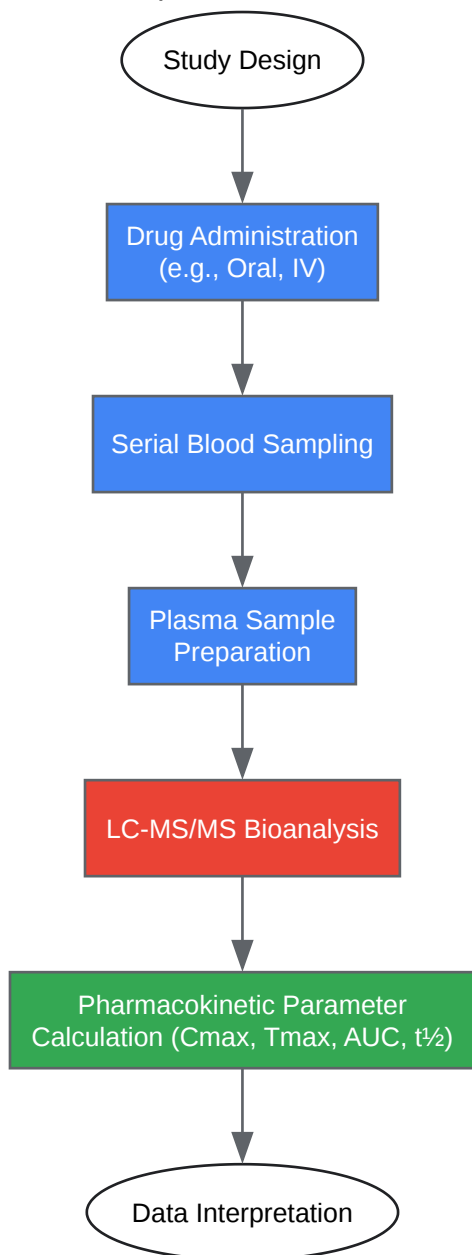 Study Design
Drug Administration
(e.g., Oral, IV)
Serial Blood Sampling
Plasma Sample
Preparation
LC-MS/MS Bioanalysis
Pharmacokinetic Parameter
Calculation (Cmax, Tmax, AUC, t½)
Data Interpretation